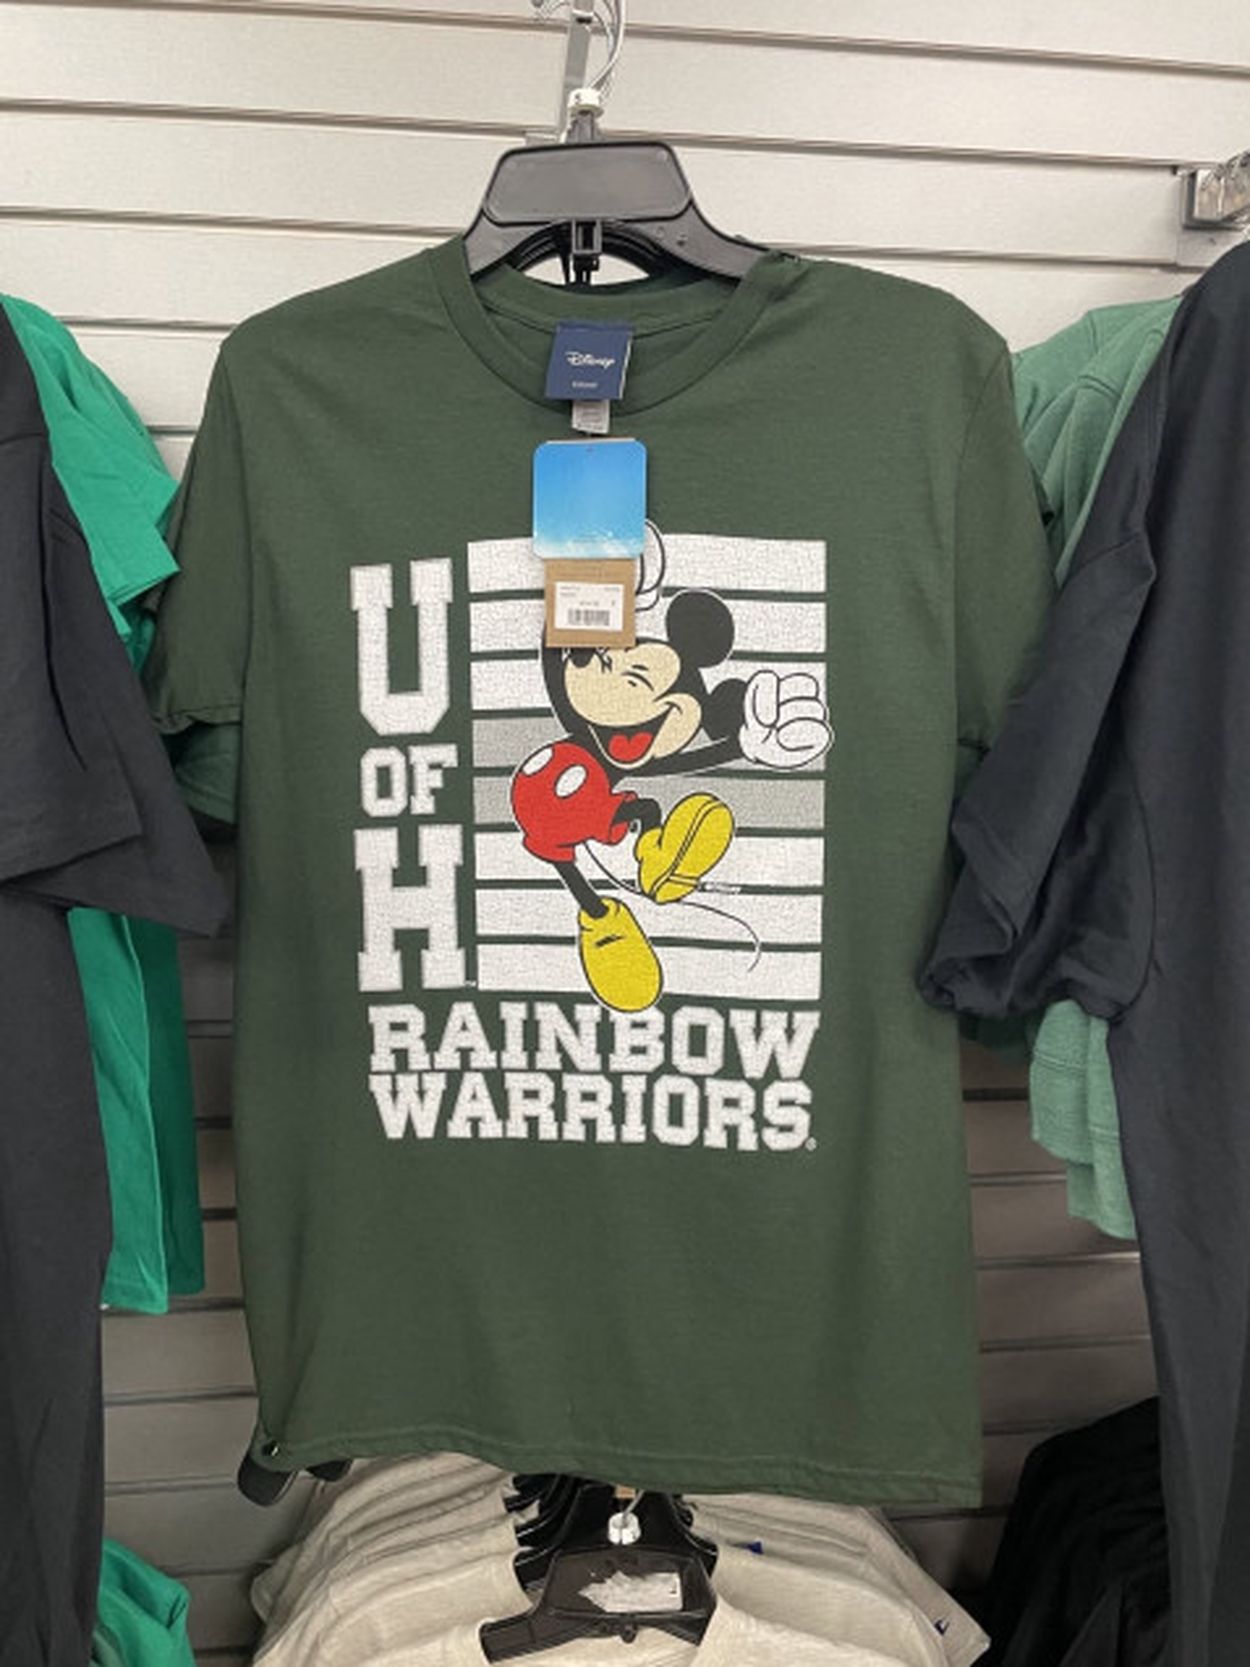 Disney
U
OF
H
RAINBOW
WARRIORS®